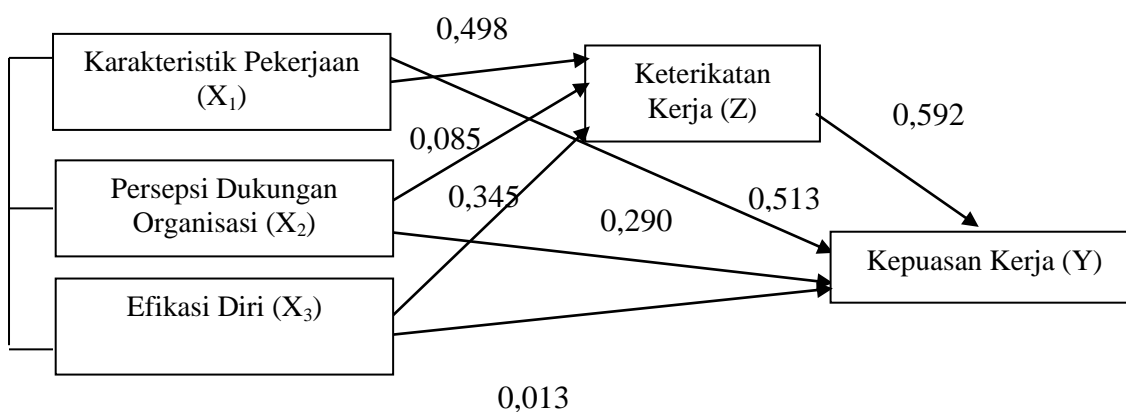 0,498
Karakteristik Pekerjaan
(X₁)
Keterikatan
Kerja (Z)
0,592
0,085
Persepsi Dukungan
Organisasi (X₂)
0,345
0,290
0,513
Kepuasan Kerja (Y)
Efikasi Diri (X₃)
0,013